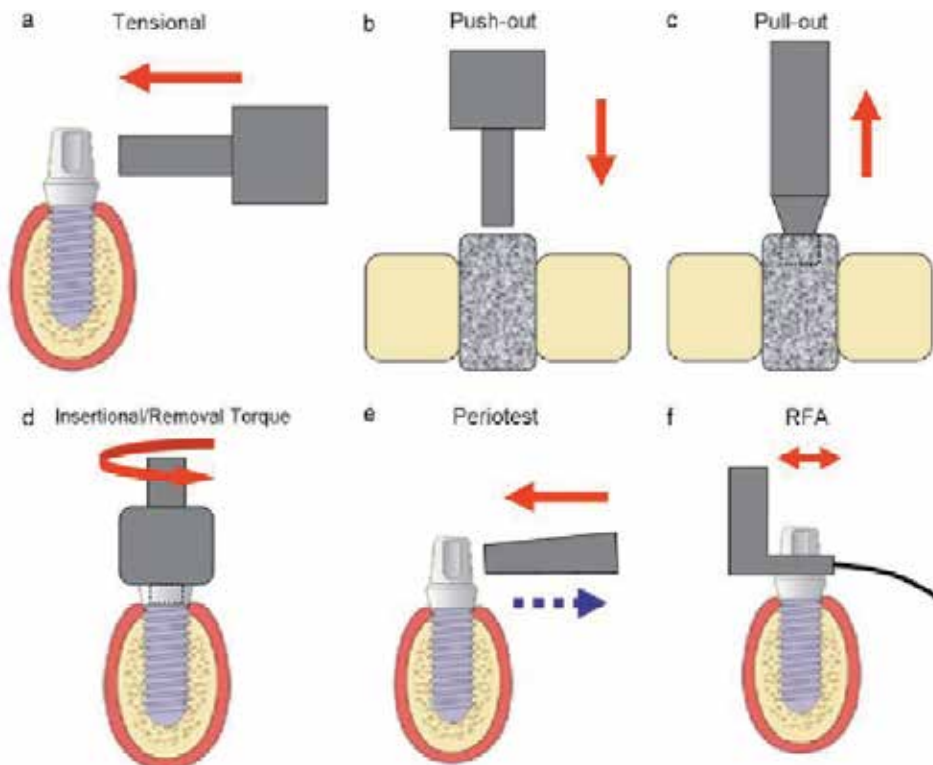 a Tensional
b Push-out
c Pull-out
d Insertional/Removal Torque
e Periotest
f RFA